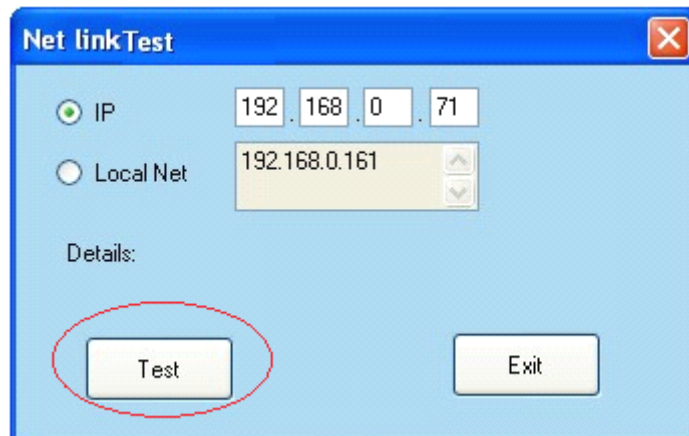 Net linkTest
IP 192 . 168 . 0 . 71
Local Net 192.168.0.161
Details:
Test Exit